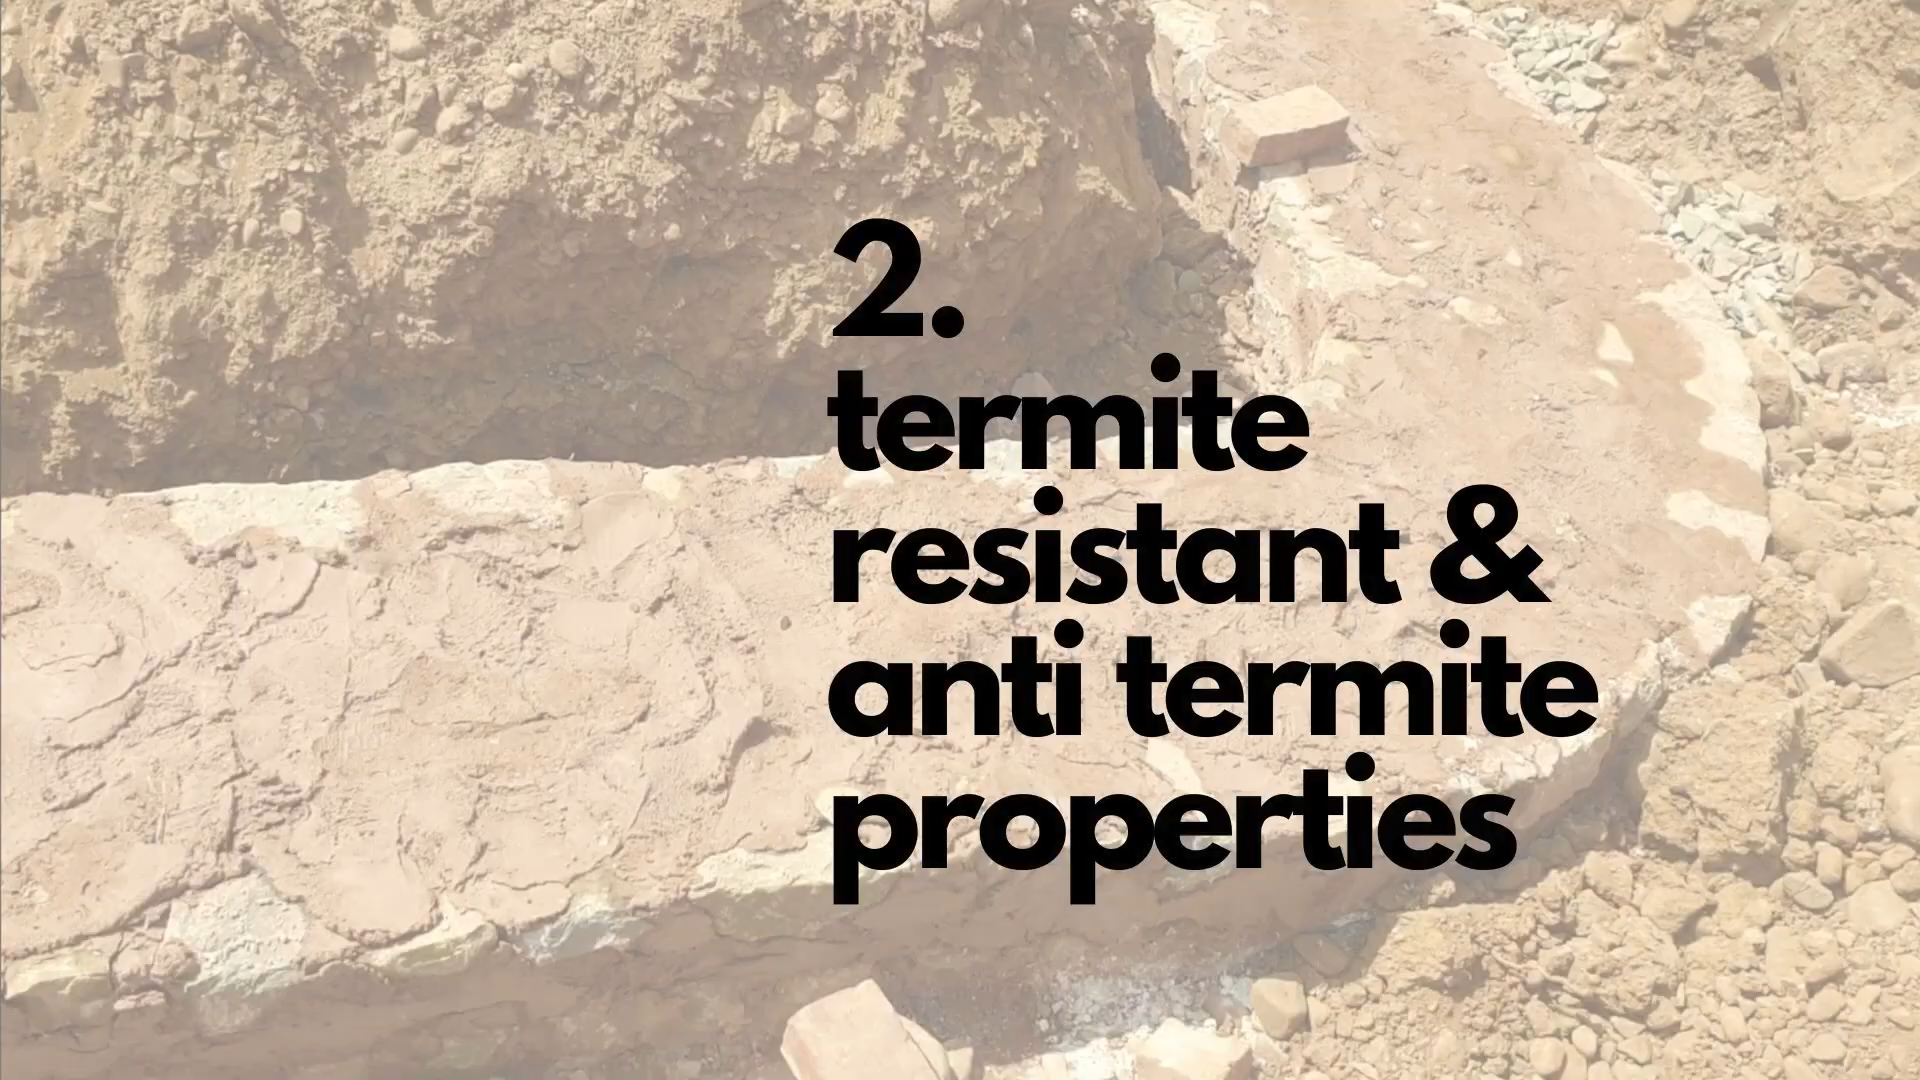 2.
termite
resistant &
anti termite
properties